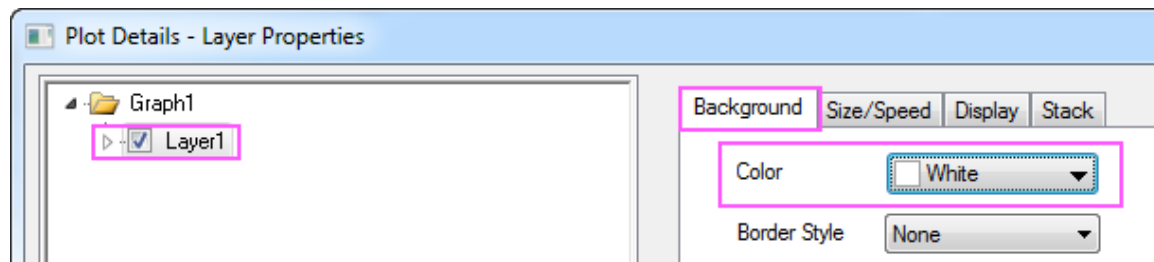 Plot Details - Layer Properties
Graph1
Layer1
Background Size/Speed Display Stack
Color White
Border Style None